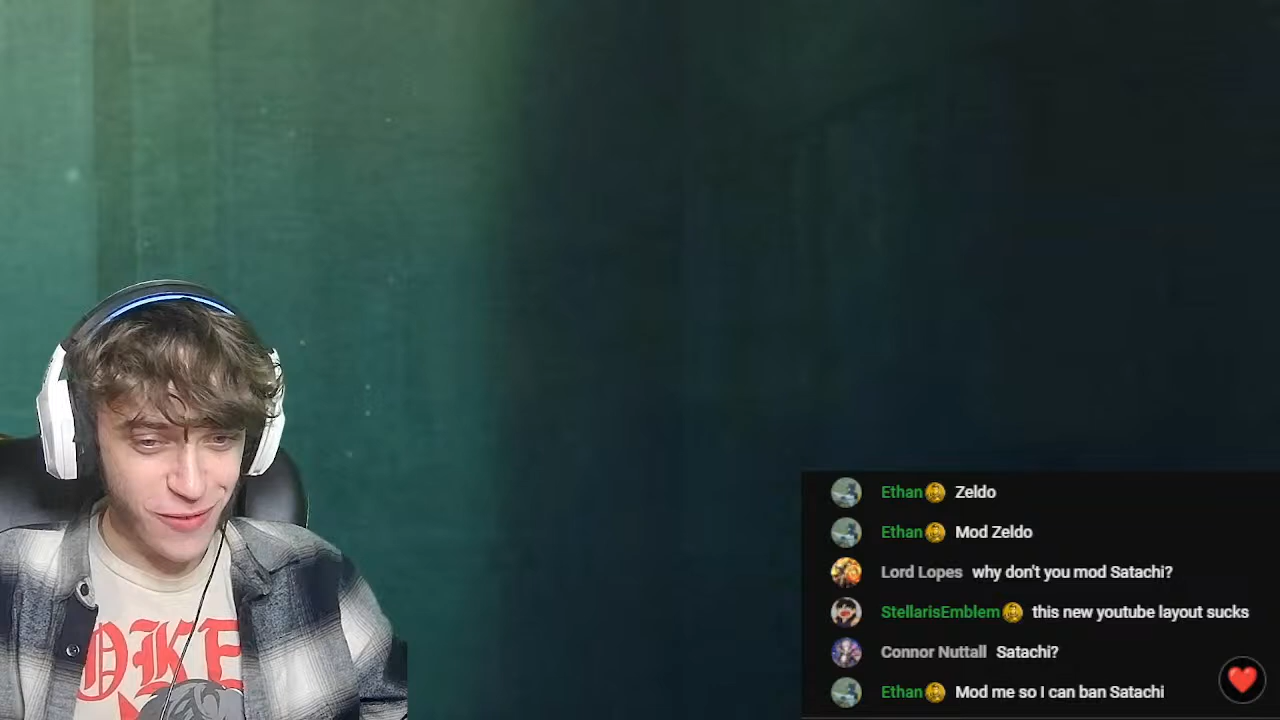 Ethan Zeldo
Ethan Mod Zeldo
Lord Lopes why don't you mod Satachi?
StellarisEmblem this new youtube layout sucks
Connor Nuttall Satachi?
Ethan Mod me so I can ban Satachi
OKE